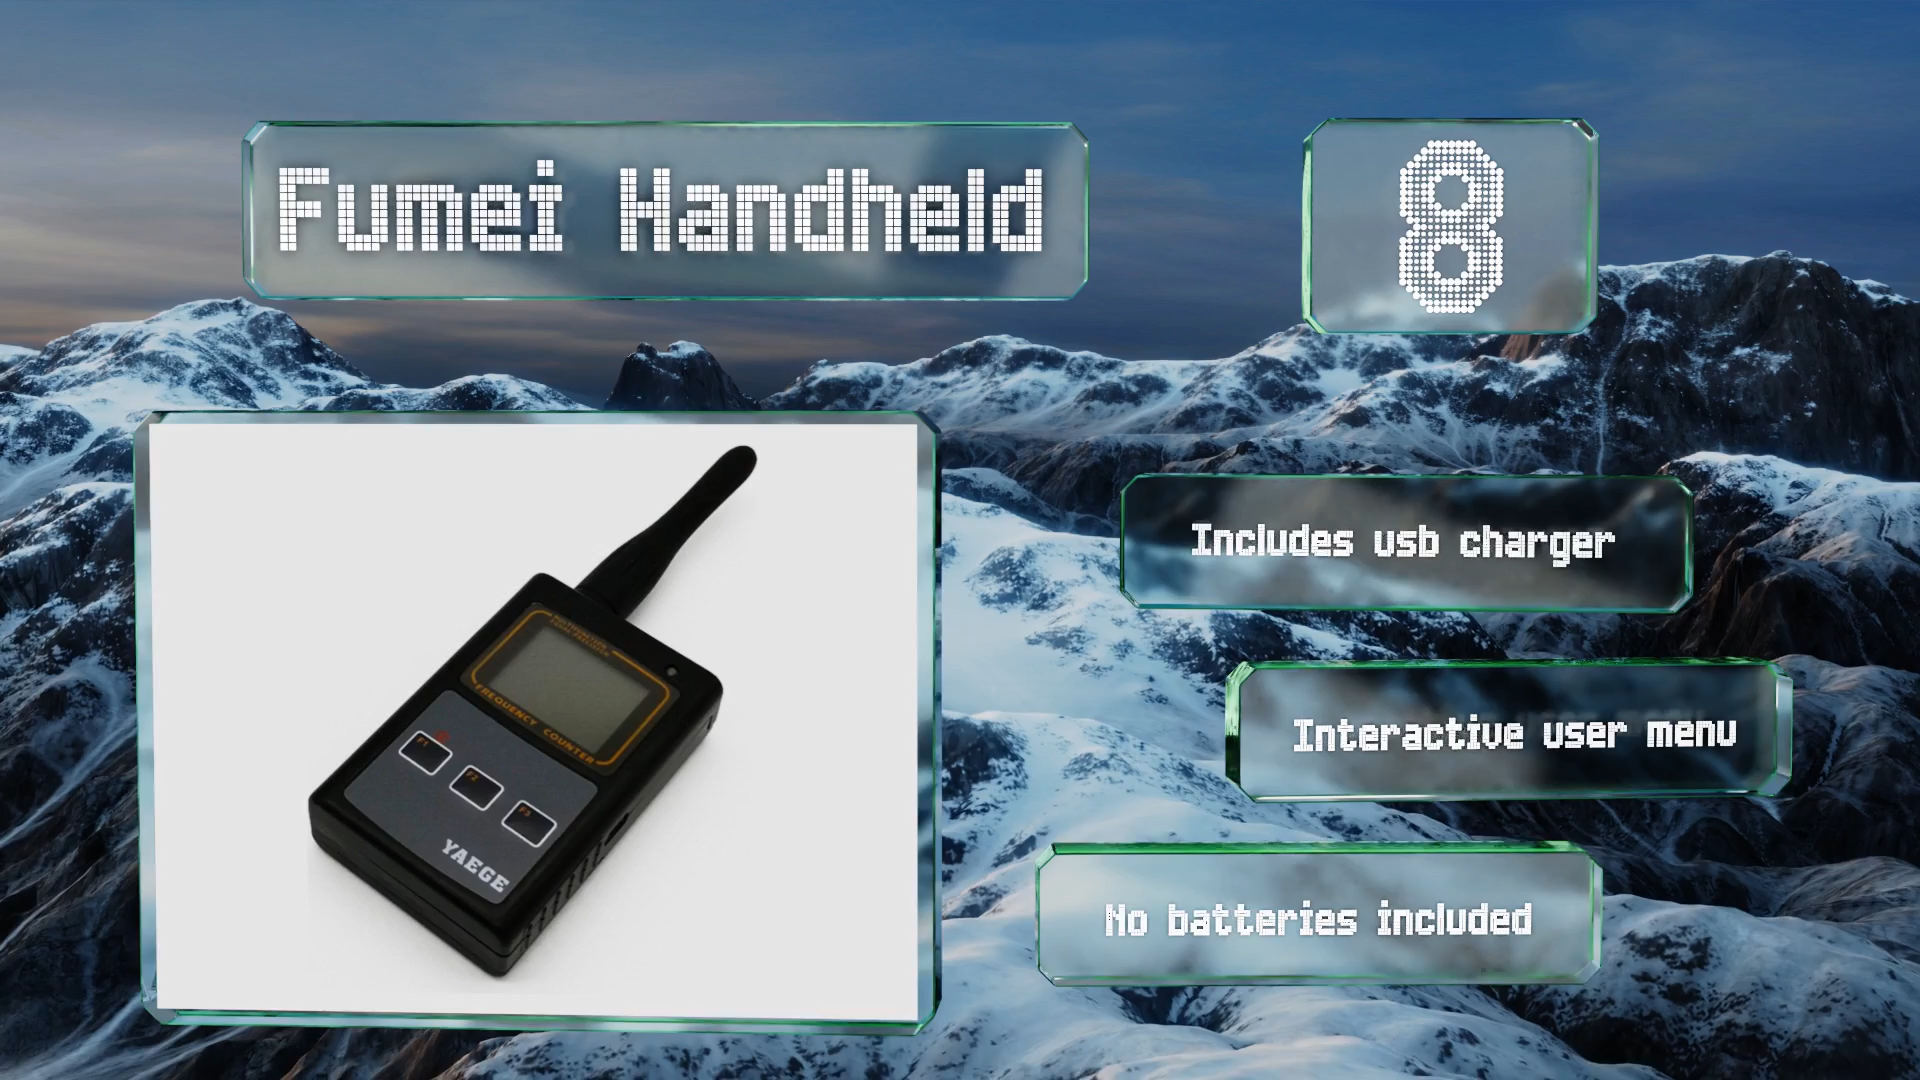 Fumei Handheld
8
FREQUENCY COUNTER
F1
F2
F3
YAEGE
Includes usb charger
Interactive user menu
No batteries included